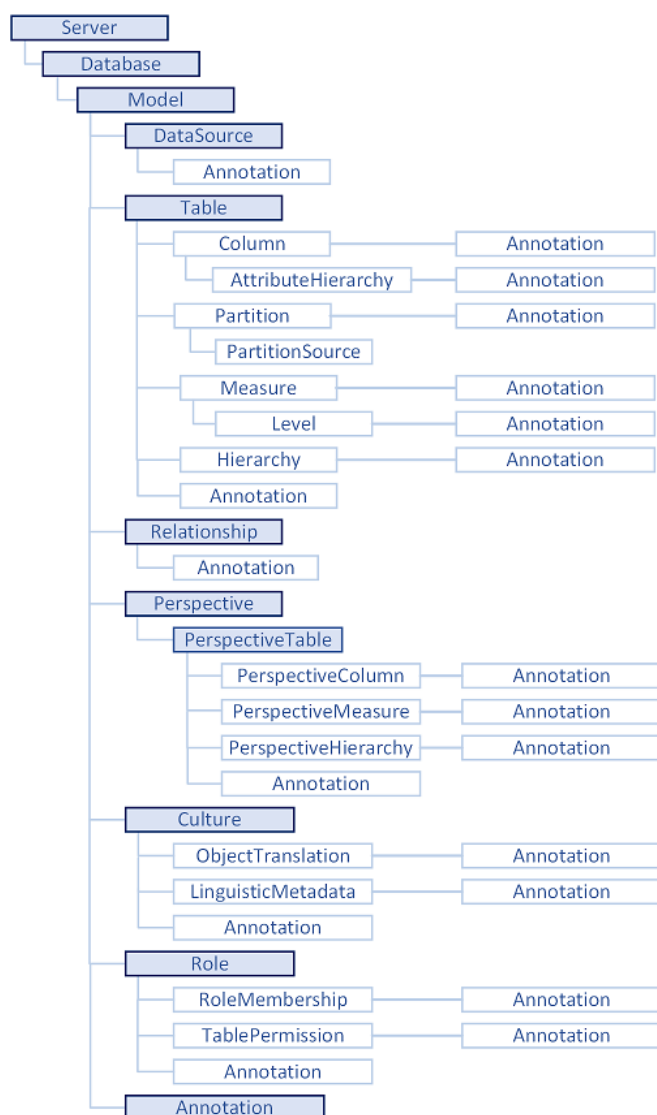 Server
Database
Model
DataSource
Annotation
Table
Column Annotation
AttributeHierarchy Annotation
Partition Annotation
PartitionSource
Measure Annotation
Level Annotation
Hierarchy Annotation
Annotation
Relationship
Annotation
Perspective
PerspectiveTable
PerspectiveColumn Annotation
PerspectiveMeasure Annotation
PerspectiveHierarchy Annotation
Annotation
Culture
ObjectTranslation Annotation
LinguisticMetadata Annotation
Annotation
Role
RoleMembership Annotation
TablePermission Annotation
Annotation
Annotation